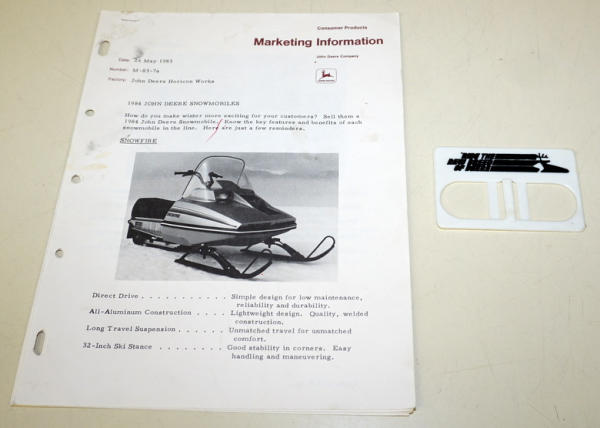 Consumer Products
Marketing Information
John Deere Company
Date: 24 May 1983
Number: M-83-7a
Factory: John Deere Horicon Works
1984 JOHN DEERE SNOWMOBILES
How do you make winter more exciting for your customers? Sell them a
1984 John Deere Snowmobile. Know the key features and benefits of each
snowmobile in the line. Here are just a few reminders.
SNOWFIRE
Direct Drive . . . . . . . . . . . Simple design for low maintenance,
reliability and durability.
All-Aluminum Construction . . . . Lightweight design. Quality, welded
construction.
Long Travel Suspension . . . . . . Unmatched travel for unmatched
comfort.
32-Inch Ski Stance . . . . . . . . Good stability in corners. Easy
handling and maneuvering.